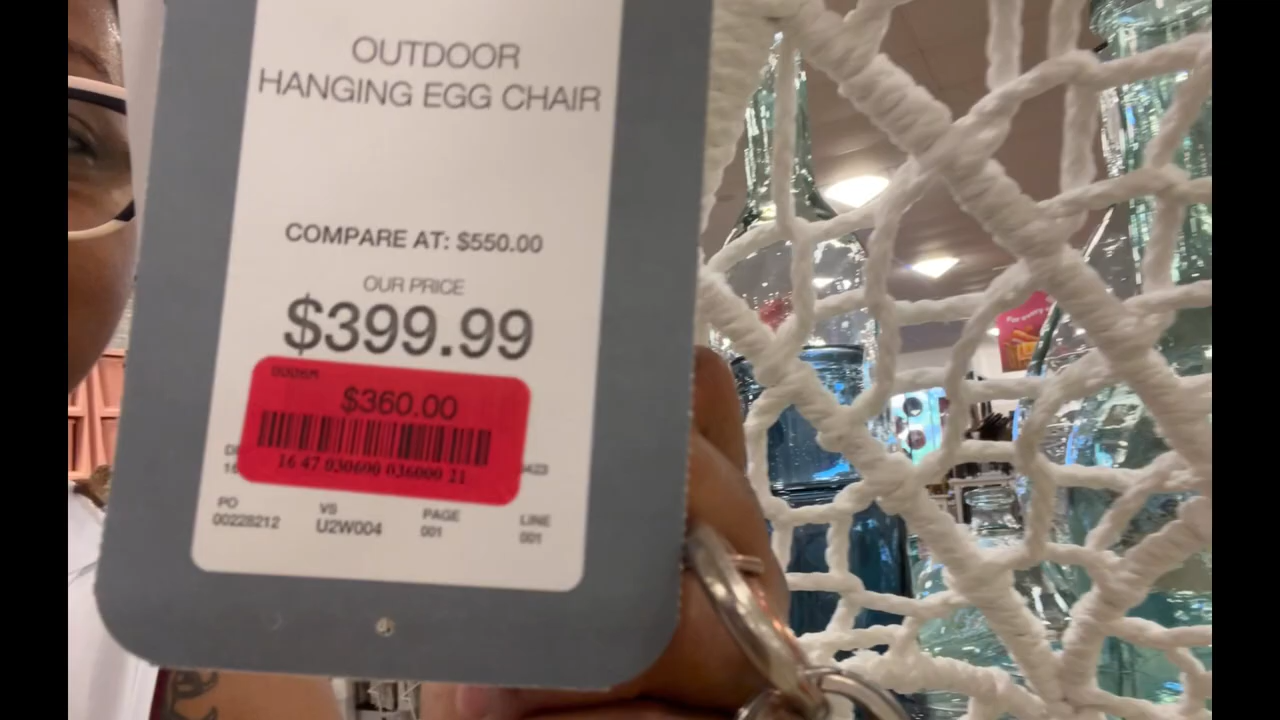 OUTDOOR
HANGING EGG CHAIR
COMPARE AT: $550.00
OUR PRICE
$399.99
0006M
$360.00
16 47 030600 036000 21
PO VS PAGE LINE
00228212 U2W004 001 001